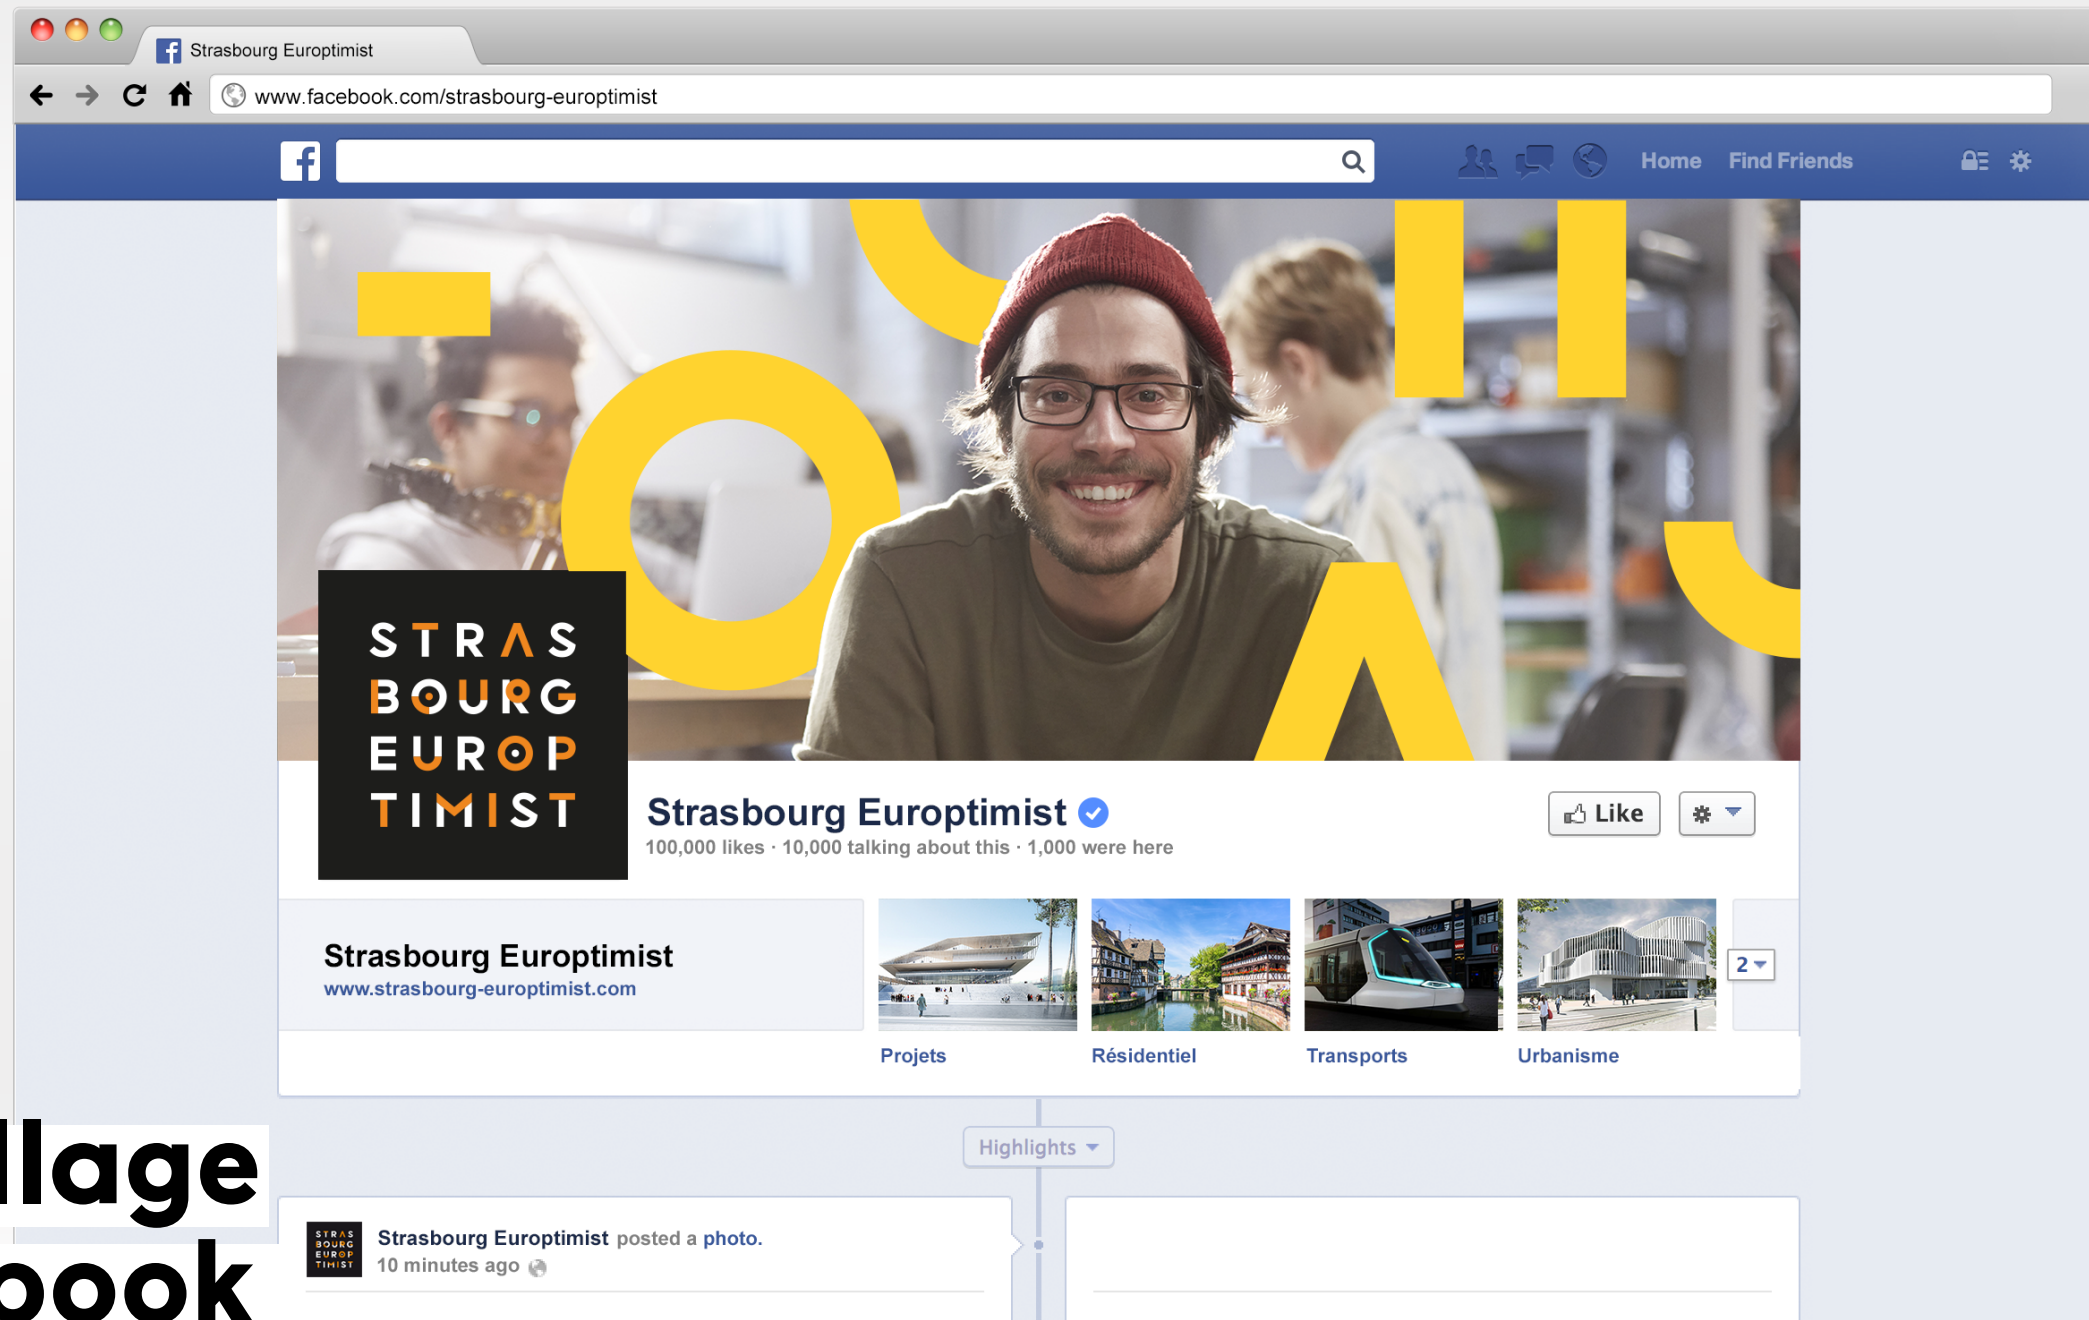 Strasbourg Europtimist
www.facebook.com/strasbourg-europtimist
Home Find Friends
STRAS
BOURG
EUROP
TIMIST
Strasbourg Europtimist
Like
100,000 likes · 10,000 talking about this · 1,000 were here
Strasbourg Europtimist
www.strasbourg-europtimist.com
2
Projets
Résidentiel
Transports
Urbanisme
Highlights
llage
book
STRAS
BOURG
EUROP
TIMIST
Strasbourg Europtimist posted a photo.
10 minutes ago